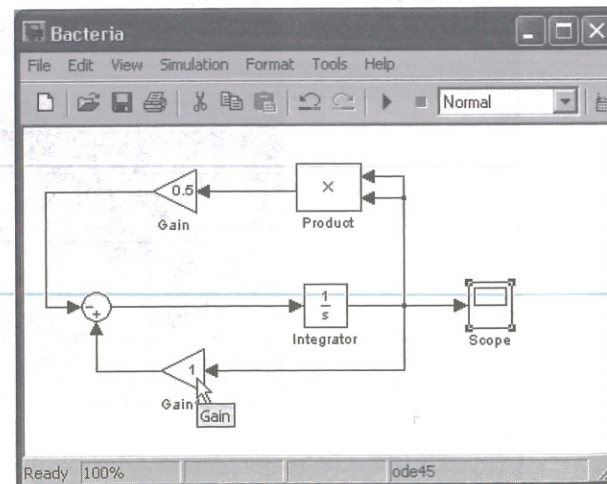 Bacteria
File Edit View Simulation Format Tools Help
Normal
0.5
×
Gain
Product
1
s
Integrator
Scope
- +
1
Gain
Gain
Ready 100% ode45